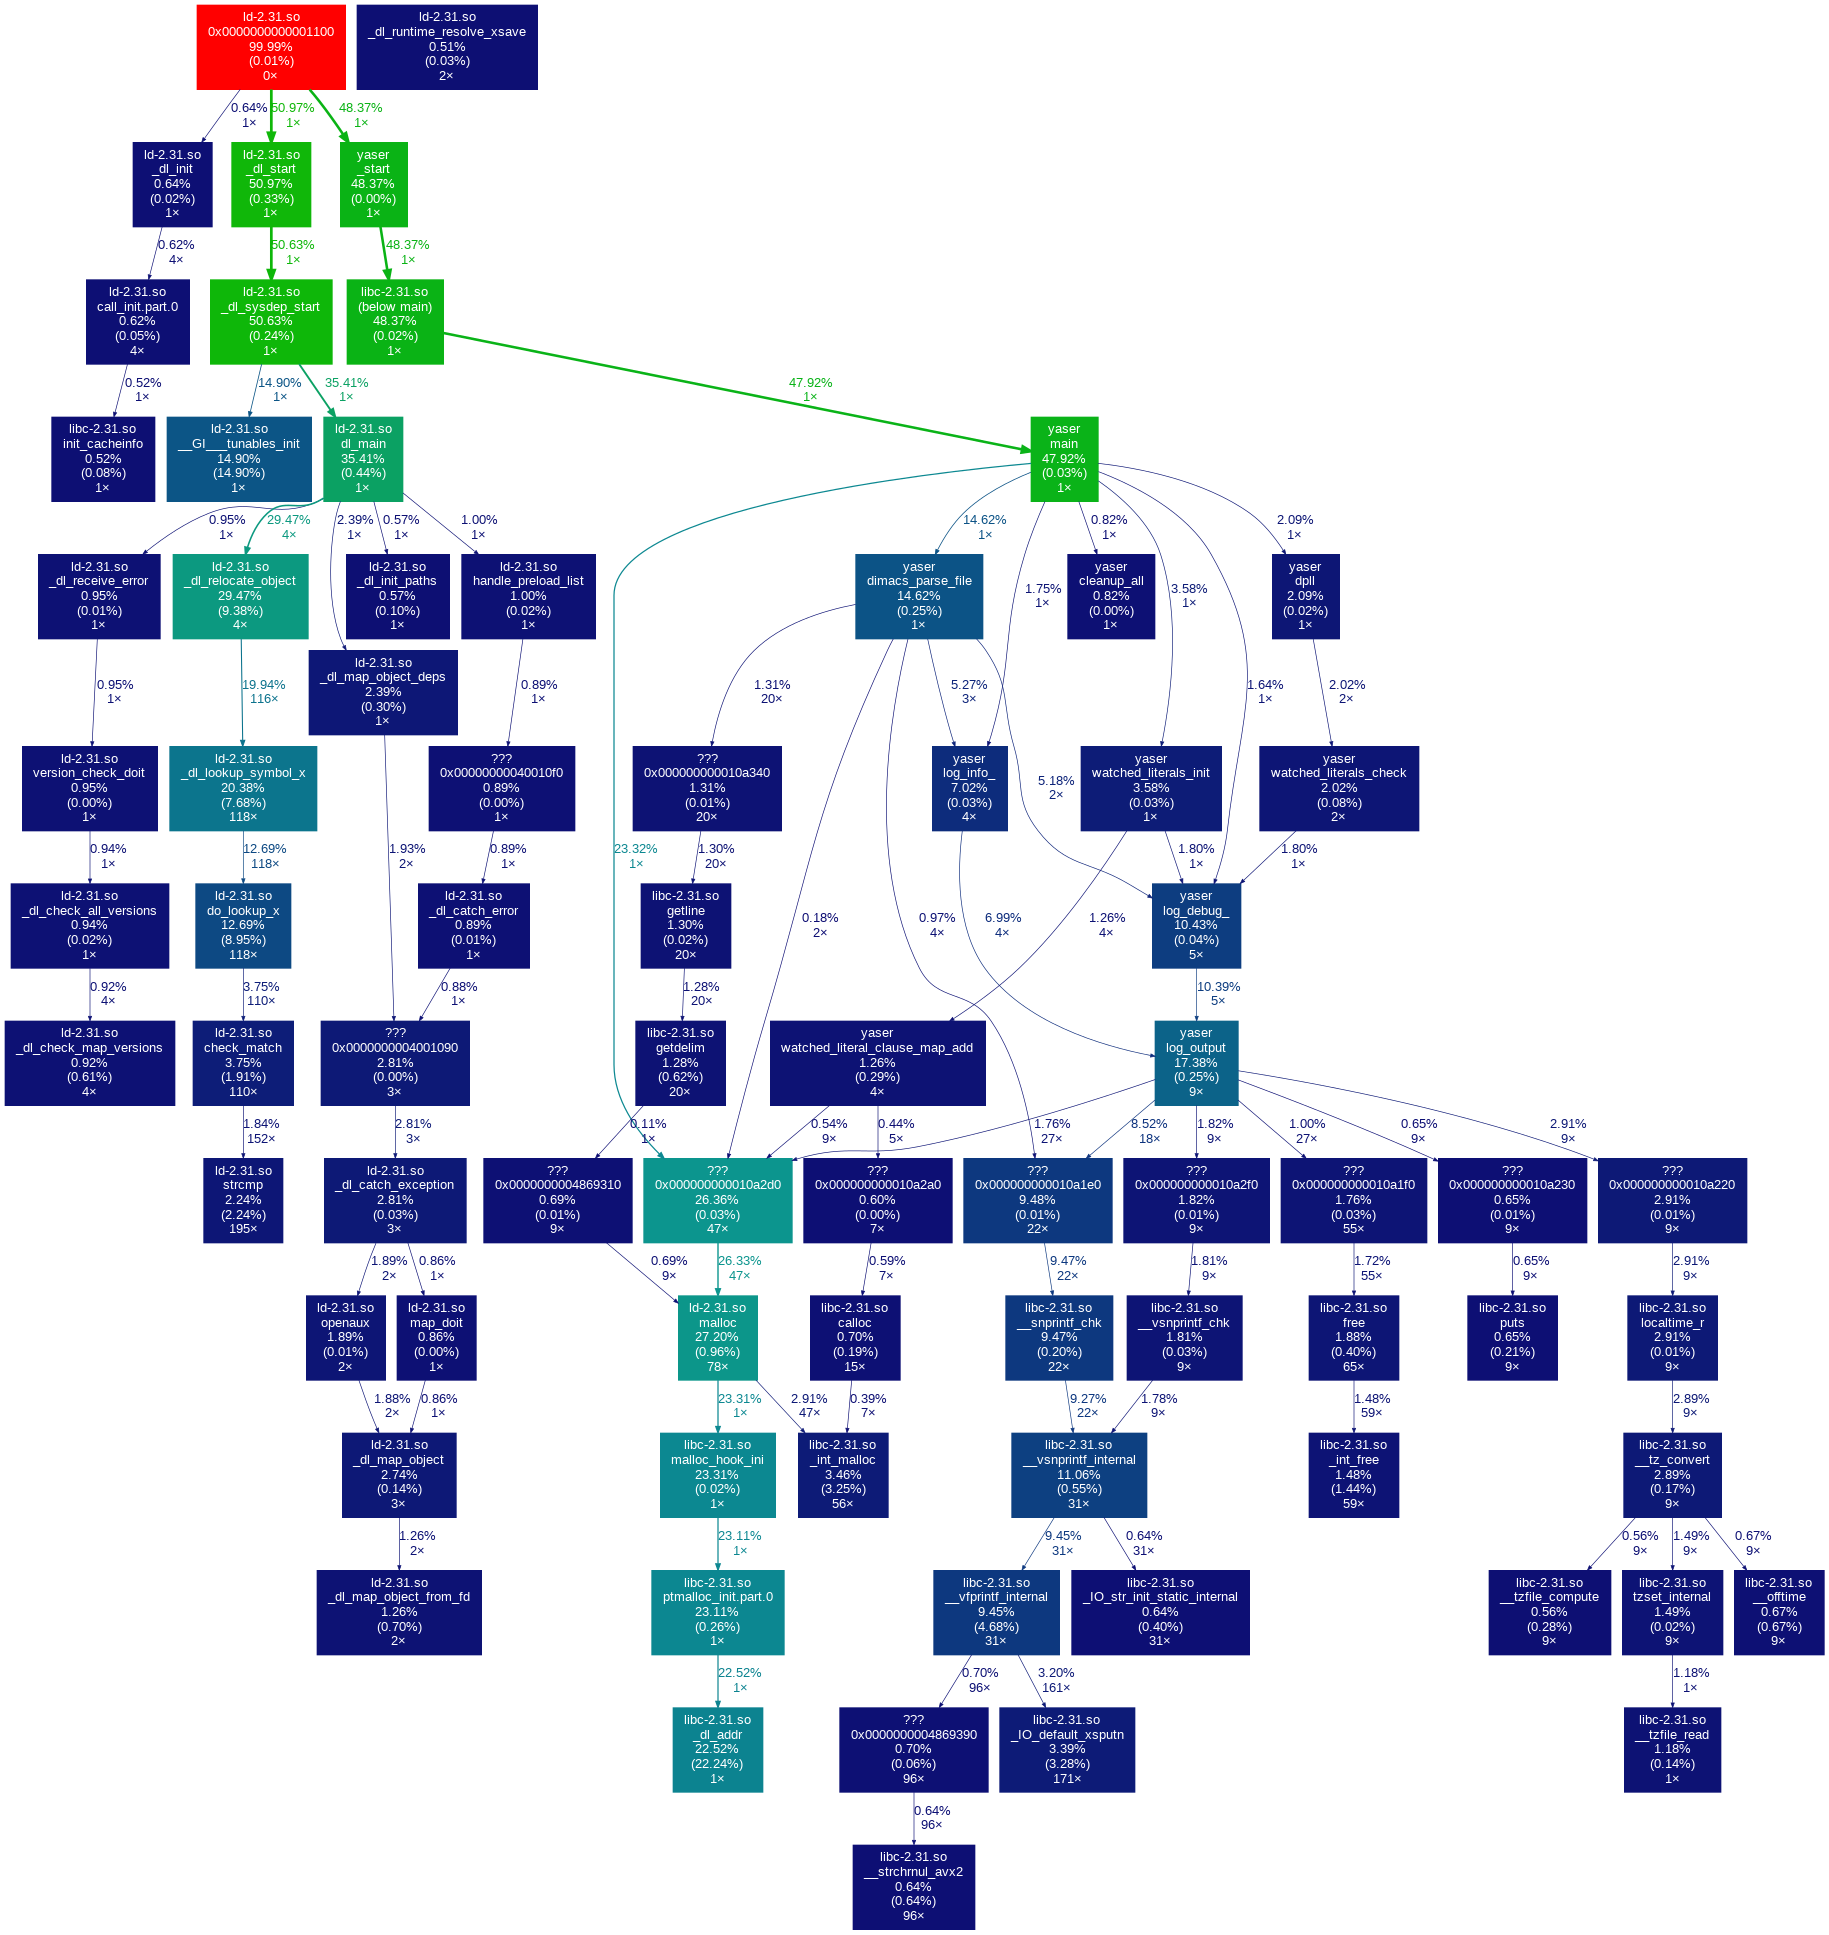 ld-2.31.so
0x0000000000001100
99.99%
(0.01%)
0×
ld-2.31.so
_dl_runtime_resolve_xsave
0.51%
(0.03%)
2×
0.64%
1×
50.97%
1×
48.37%
1×
ld-2.31.so
_dl_init
0.64%
(0.02%)
1×
ld-2.31.so
_dl_start
50.97%
(0.33%)
1×
yaser
_start
48.37%
(0.00%)
1×
0.62%
4×
50.63%
1×
48.37%
1×
ld-2.31.so
call_init.part.0
0.62%
(0.05%)
4×
ld-2.31.so
_dl_sysdep_start
50.63%
(0.24%)
1×
libc-2.31.so
(below main)
48.37%
(0.02%)
1×
0.52%
1×
14.90%
1×
35.41%
1×
47.92%
1×
libc-2.31.so
init_cacheinfo
0.52%
(0.08%)
1×
ld-2.31.so
__GI___tunables_init
14.90%
(14.90%)
1×
ld-2.31.so
dl_main
35.41%
(0.44%)
1×
yaser
main
47.92%
(0.03%)
1×
0.95%
1×
29.47%
4×
2.39%
1×
0.57%
1×
1.00%
1×
14.62%
1×
0.82%
1×
2.09%
1×
ld-2.31.so
_dl_receive_error
0.95%
(0.01%)
1×
ld-2.31.so
_dl_relocate_object
29.47%
(9.38%)
4×
ld-2.31.so
_dl_init_paths
0.57%
(0.10%)
1×
ld-2.31.so
handle_preload_list
1.00%
(0.02%)
1×
yaser
dimacs_parse_file
14.62%
(0.25%)
1×
1.75%
1×
yaser
cleanup_all
0.82%
(0.00%)
1×
3.58%
1×
yaser
dpll
2.09%
(0.02%)
1×
0.95%
1×
19.94%
116×
ld-2.31.so
_dl_map_object_deps
2.39%
(0.30%)
1×
0.89%
1×
1.31%
20×
5.27%
3×
1.64%
1×
2.02%
2×
ld-2.31.so
version_check_doit
0.95%
(0.00%)
1×
ld-2.31.so
_dl_lookup_symbol_x
20.38%
(7.68%)
118×
???
0x00000000040010f0
0.89%
(0.00%)
1×
???
0x000000000010a340
1.31%
(0.01%)
20×
yaser
log_info_
7.02%
(0.03%)
4×
5.18%
2×
yaser
watched_literals_init
3.58%
(0.03%)
1×
yaser
watched_literals_check
2.02%
(0.08%)
2×
0.94%
1×
12.69%
118×
1.93%
2×
0.89%
1×
23.32%
1×
1.30%
20×
1.80%
1×
1.80%
1×
ld-2.31.so
_dl_check_all_versions
0.94%
(0.02%)
1×
ld-2.31.so
do_lookup_x
12.69%
(8.95%)
118×
ld-2.31.so
_dl_catch_error
0.89%
(0.01%)
1×
libc-2.31.so
getline
1.30%
(0.02%)
20×
0.18%
2×
0.97%
4×
6.99%
4×
1.26%
4×
yaser
log_debug_
10.43%
(0.04%)
5×
0.92%
4×
3.75%
110×
0.88%
1×
1.28%
20×
10.39%
5×
ld-2.31.so
_dl_check_map_versions
0.92%
(0.61%)
4×
ld-2.31.so
check_match
3.75%
(1.91%)
110×
???
0x0000000004001090
2.81%
(0.00%)
3×
libc-2.31.so
getdelim
1.28%
(0.62%)
20×
yaser
watched_literal_clause_map_add
1.26%
(0.29%)
4×
yaser
log_output
17.38%
(0.25%)
9×
1.84%
152×
2.81%
3×
0.11%
1×
0.54%
9×
0.44%
5×
1.76%
27×
8.52%
18×
1.82%
9×
1.00%
27×
0.65%
9×
2.91%
9×
ld-2.31.so
strcmp
2.24%
(2.24%)
195×
ld-2.31.so
_dl_catch_exception
2.81%
(0.03%)
3×
???
0x0000000004869310
0.69%
(0.01%)
9×
???
0x000000000010a2d0
26.36%
(0.03%)
47×
???
0x000000000010a2a0
0.60%
(0.00%)
7×
???
0x000000000010a1e0
9.48%
(0.01%)
22×
???
0x000000000010a2f0
1.82%
(0.01%)
9×
???
0x000000000010a1f0
1.76%
(0.03%)
55×
???
0x000000000010a230
0.65%
(0.01%)
9×
???
0x000000000010a220
2.91%
(0.01%)
9×
1.89%
2×
0.86%
1×
0.69%
9×
26.33%
47×
0.59%
7×
9.47%
22×
1.81%
9×
1.72%
55×
0.65%
9×
2.91%
9×
ld-2.31.so
openaux
1.89%
(0.01%)
2×
ld-2.31.so
map_doit
0.86%
(0.00%)
1×
ld-2.31.so
malloc
27.20%
(0.96%)
78×
libc-2.31.so
calloc
0.70%
(0.19%)
15×
libc-2.31.so
__snprintf_chk
9.47%
(0.20%)
22×
libc-2.31.so
__vsnprintf_chk
1.81%
(0.03%)
9×
libc-2.31.so
free
1.88%
(0.40%)
65×
libc-2.31.so
puts
0.65%
(0.21%)
9×
libc-2.31.so
localtime_r
2.91%
(0.01%)
9×
1.88%
2×
0.86%
1×
23.31%
1×
2.91%
47×
0.39%
7×
9.27%
22×
1.78%
9×
1.48%
59×
2.89%
9×
ld-2.31.so
_dl_map_object
2.74%
(0.14%)
3×
libc-2.31.so
malloc_hook_ini
23.31%
(0.02%)
1×
libc-2.31.so
_int_malloc
3.46%
(3.25%)
56×
libc-2.31.so
__vsnprintf_internal
11.06%
(0.55%)
31×
libc-2.31.so
_int_free
1.48%
(1.44%)
59×
libc-2.31.so
__tz_convert
2.89%
(0.17%)
9×
1.26%
2×
23.11%
1×
9.45%
31×
0.64%
31×
0.56%
9×
1.49%
9×
0.67%
9×
ld-2.31.so
_dl_map_object_from_fd
1.26%
(0.70%)
2×
libc-2.31.so
ptmalloc_init.part.0
23.11%
(0.26%)
1×
libc-2.31.so
__vfprintf_internal
9.45%
(4.68%)
31×
libc-2.31.so
_IO_str_init_static_internal
0.64%
(0.40%)
31×
libc-2.31.so
__tzfile_compute
0.56%
(0.28%)
9×
libc-2.31.so
tzset_internal
1.49%
(0.02%)
9×
libc-2.31.so
__offtime
0.67%
(0.67%)
9×
22.52%
1×
0.70%
96×
3.20%
161×
1.18%
1×
libc-2.31.so
_dl_addr
22.52%
(22.24%)
1×
???
0x0000000004869390
0.70%
(0.06%)
96×
libc-2.31.so
_IO_default_xsputn
3.39%
(3.28%)
171×
libc-2.31.so
__tzfile_read
1.18%
(0.14%)
1×
0.64%
96×
libc-2.31.so
__strchrnul_avx2
0.64%
(0.64%)
96×